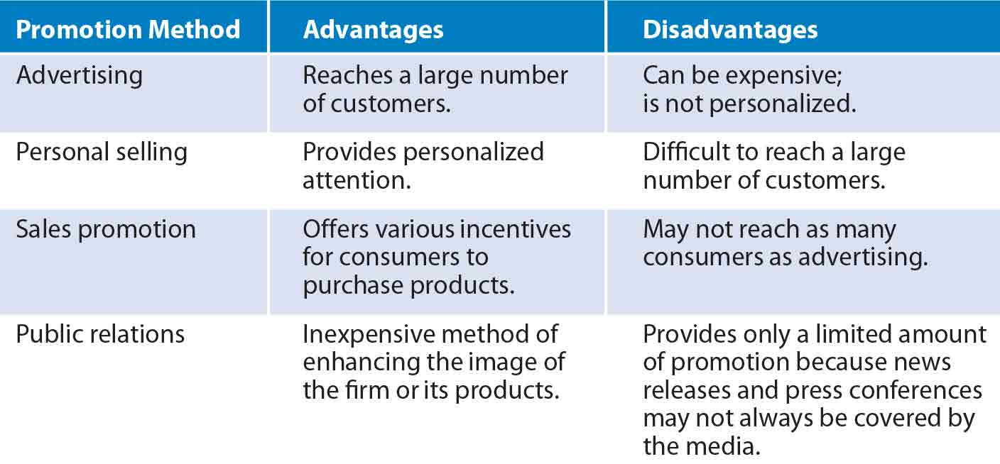 Promotion Method Advantages Disadvantages
Advertising
Reaches a large number
of customers.
Can be expensive;
is not personalized.
Personal selling
Provides personalized
attention.
Difficult to reach a large
number of customers.
Sales promotion
Offers various incentives
for consumers to
purchase products.
May not reach as many
consumers as advertising.
Public relations
Inexpensive method of
enhancing the image of
the firm or its products.
Provides only a limited amount
of promotion because news
releases and press conferences
may not always be covered by
the media.